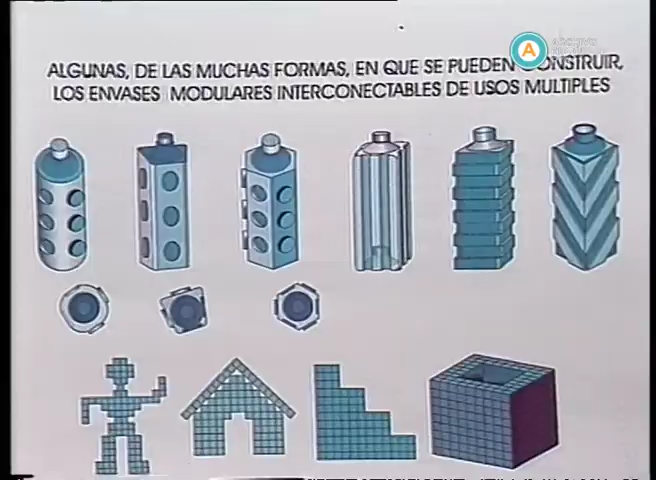 A
ALGUNAS, DE LAS MUCHAS FORMAS, EN QUE SE PUEDEN CONSTRUIR,
LOS ENVASES MODULARES INTERCONECTABLES DE USOS MULTIPLES